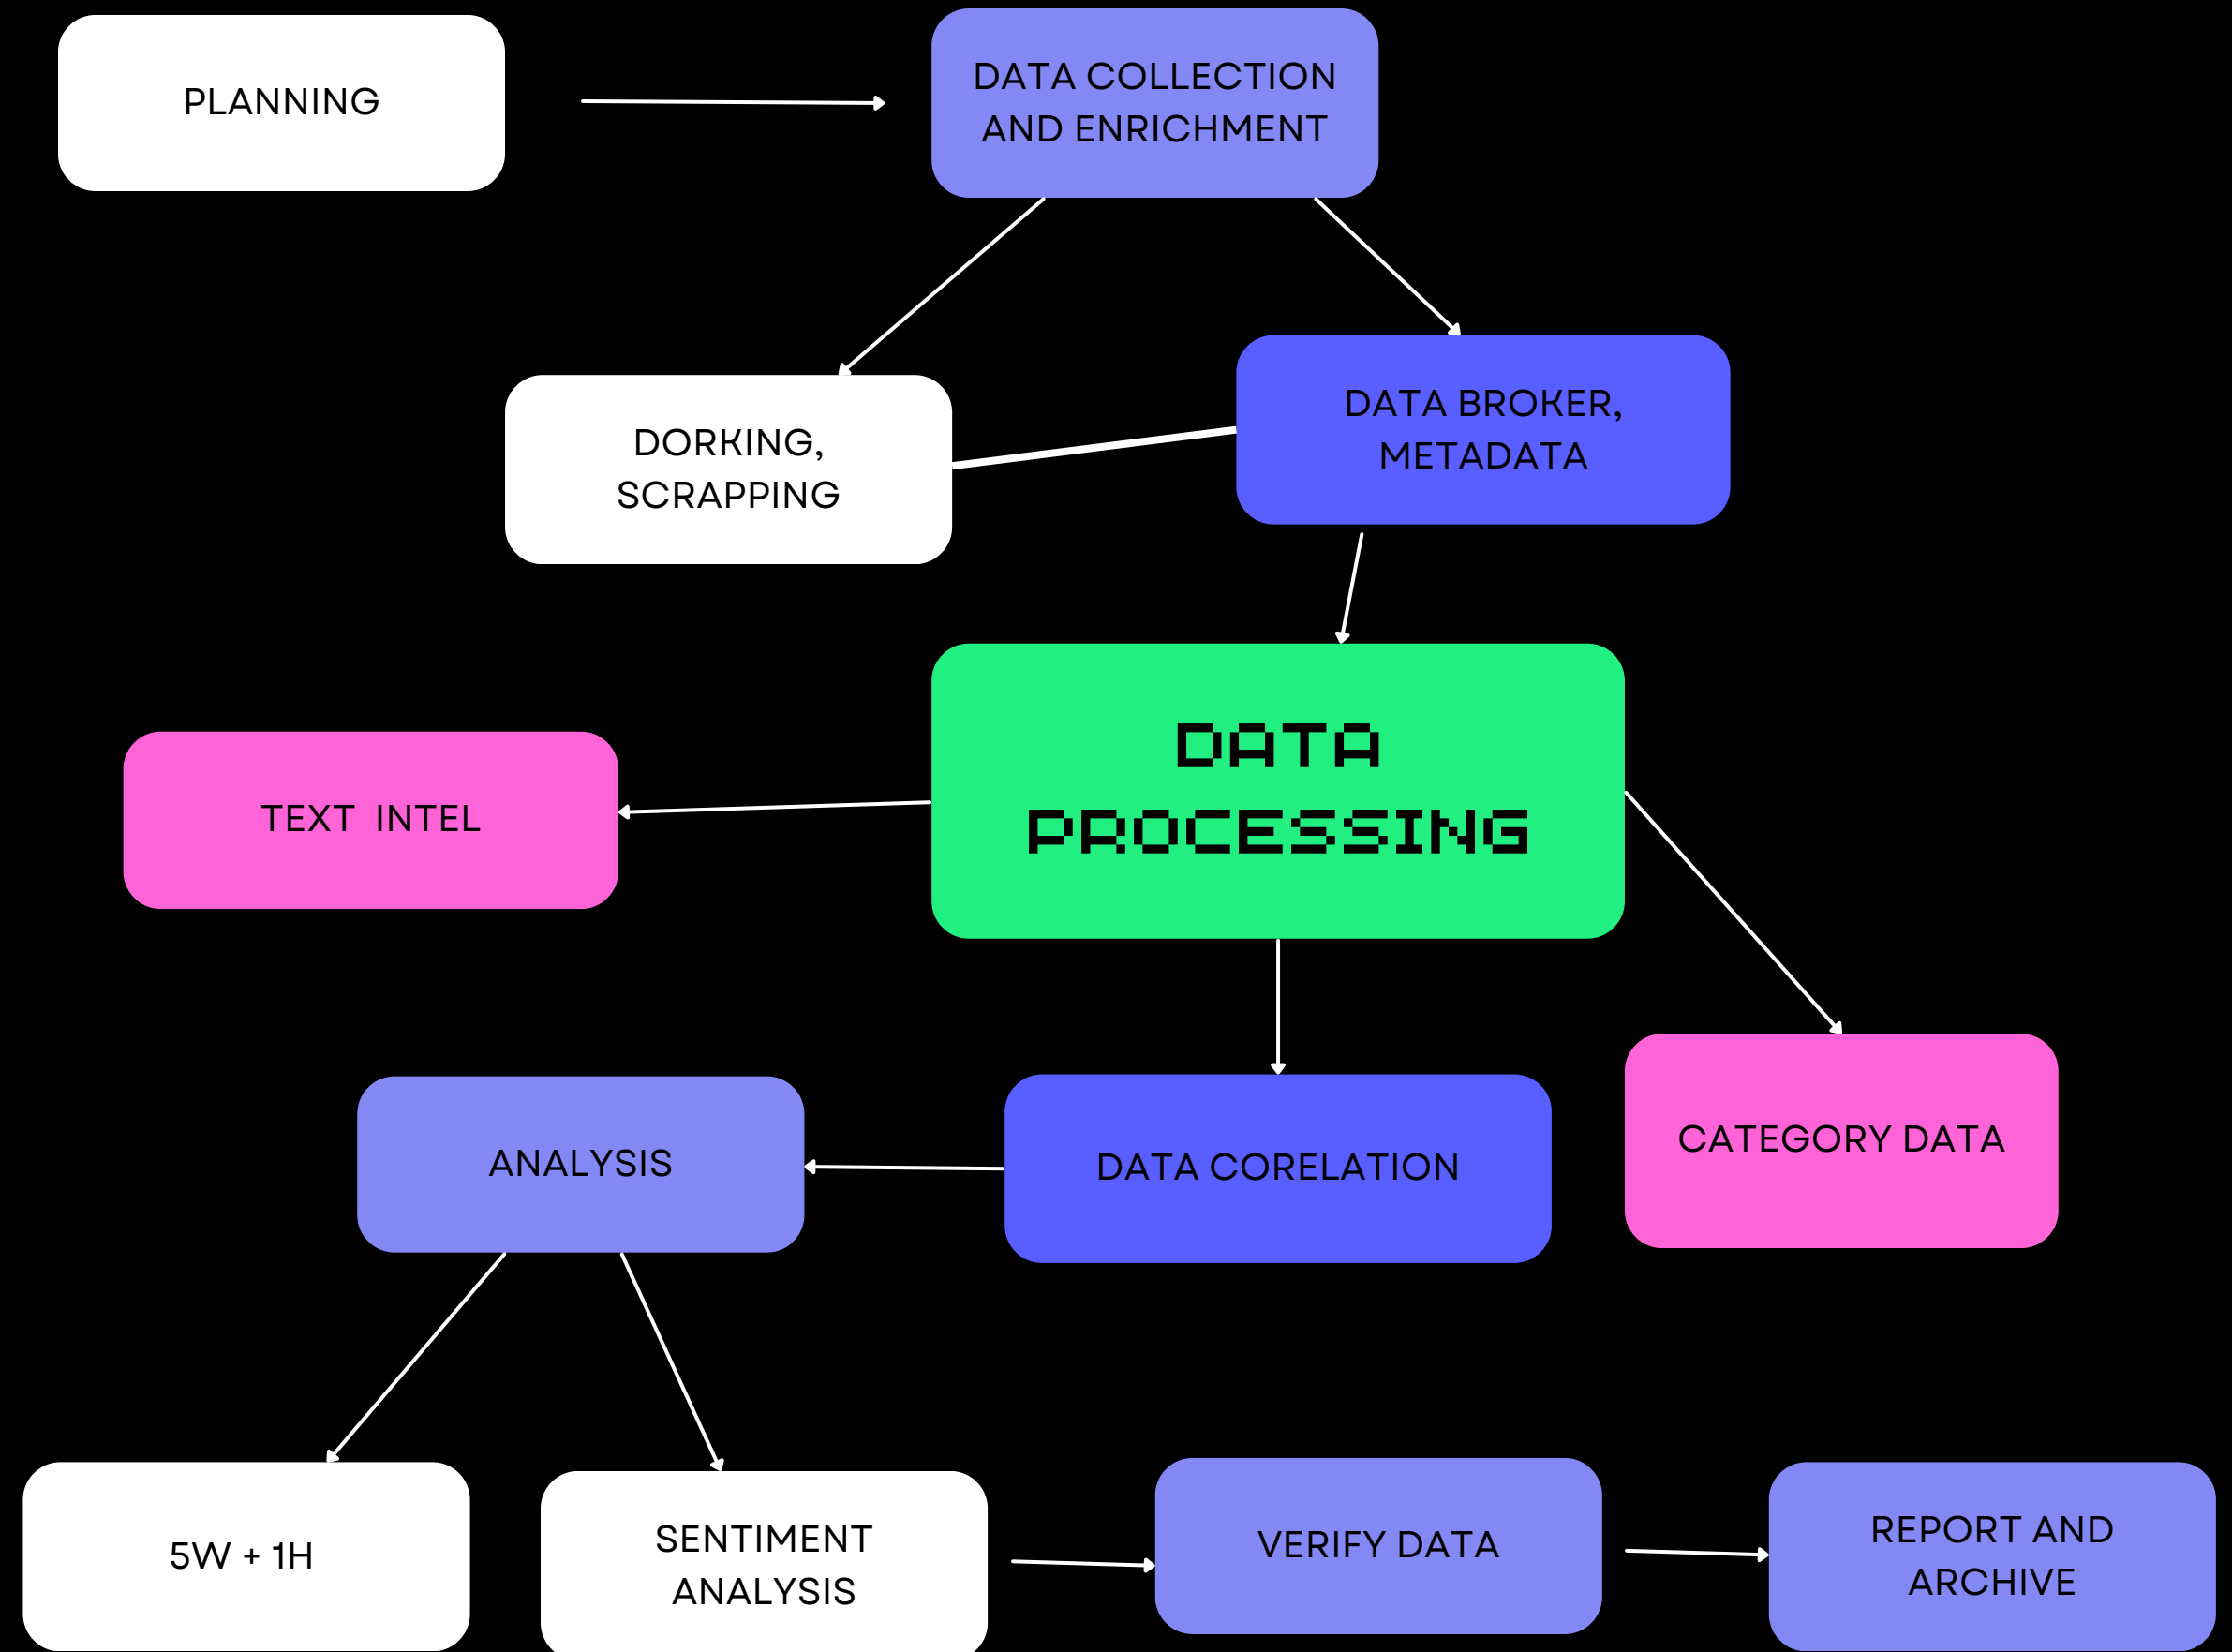 PLANNING
DATA COLLECTION
AND ENRICHMENT
DORKING,
SCRAPPING
DATA BROKER,
METADATA
DATA
PROCESSING
TEXT INTEL
CATEGORY DATA
DATA CORELATION
ANALYSIS
5W + 1H
SENTIMENT
ANALYSIS
VERIFY DATA
REPORT AND
ARCHIVE